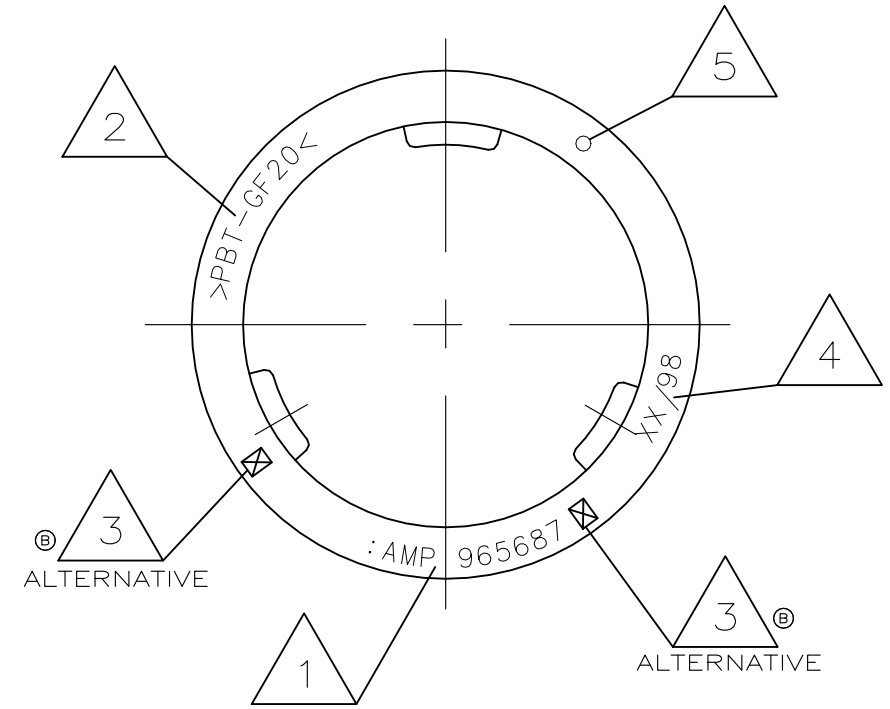 5
2
>PBT-GF20<
4
XX/98
3
B
ALTERNATIVE
:AMP 965687
3
B
ALTERNATIVE
1